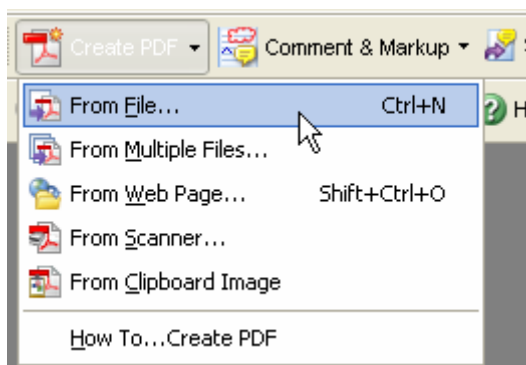 Create PDF Comment & Markup S
From File... Ctrl+N
From Multiple Files...
From Web Page... Shift+Ctrl+O
From Scanner...
From Clipboard Image
How To...Create PDF
H